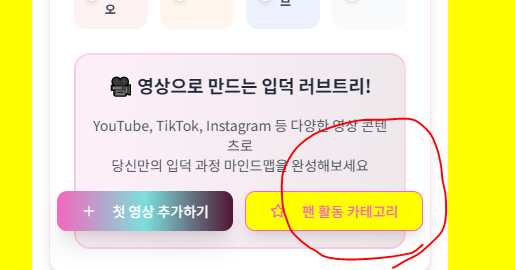 오
브
🎥 영상으로 만드는 입덕 러브트리!
YouTube, TikTok, Instagram 등 다양한 영상 콘텐
츠로
당신만의 입덕 과정 마인드맵을 완성해보세요
+ 첫 영상 추가하기
팬 활동 카테고리